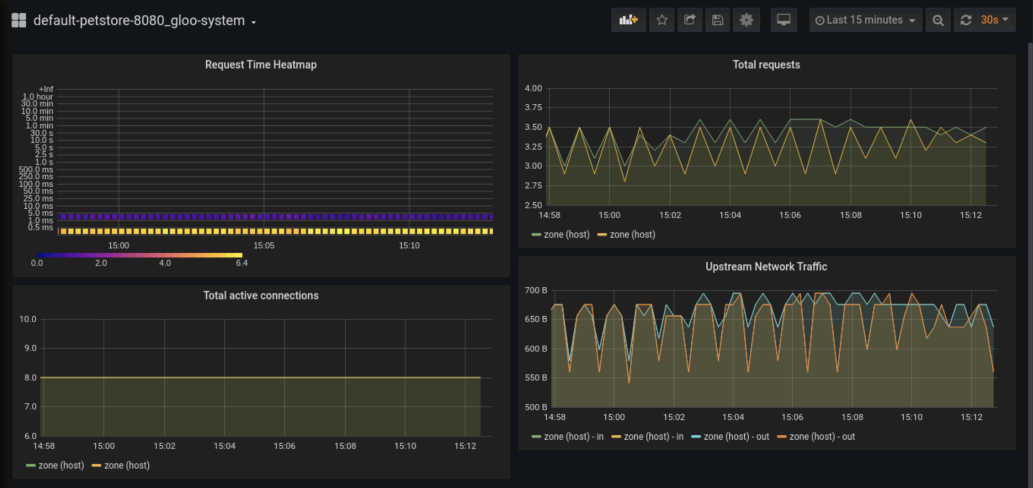 default-petstore-8080_gloo-system
Last 15 minutes
30s
Request Time Heatmap
+Inf
1.0 hour
30.0 min
10.0 min
5.0 min
1.0 min
30.0 s
10.0 s
5.0 s
2.5 s
1.0 s
500.0 ms
250.0 ms
100.0 ms
50.0 ms
25.0 ms
10.0 ms
5.0 ms
1.0 ms
0.5 ms
15:00 15:05 15:10
0.0 2.0 4.0 6.4
Total requests
4.00
3.75
3.50
3.25
3.00
2.75
2.50
14:58 15:00 15:02 15:04 15:06 15:08 15:10 15:12
zone (host) zone (host)
Total active connections
10.0
9.0
8.0
7.0
6.0
14:58 15:00 15:02 15:04 15:06 15:08 15:10 15:12
zone (host) zone (host)
Upstream Network Traffic
700 B
650 B
600 B
550 B
500 B
14:58 15:00 15:02 15:04 15:06 15:08 15:10 15:12
zone (host) - in zone (host) - in zone (host) - out zone (host) - out